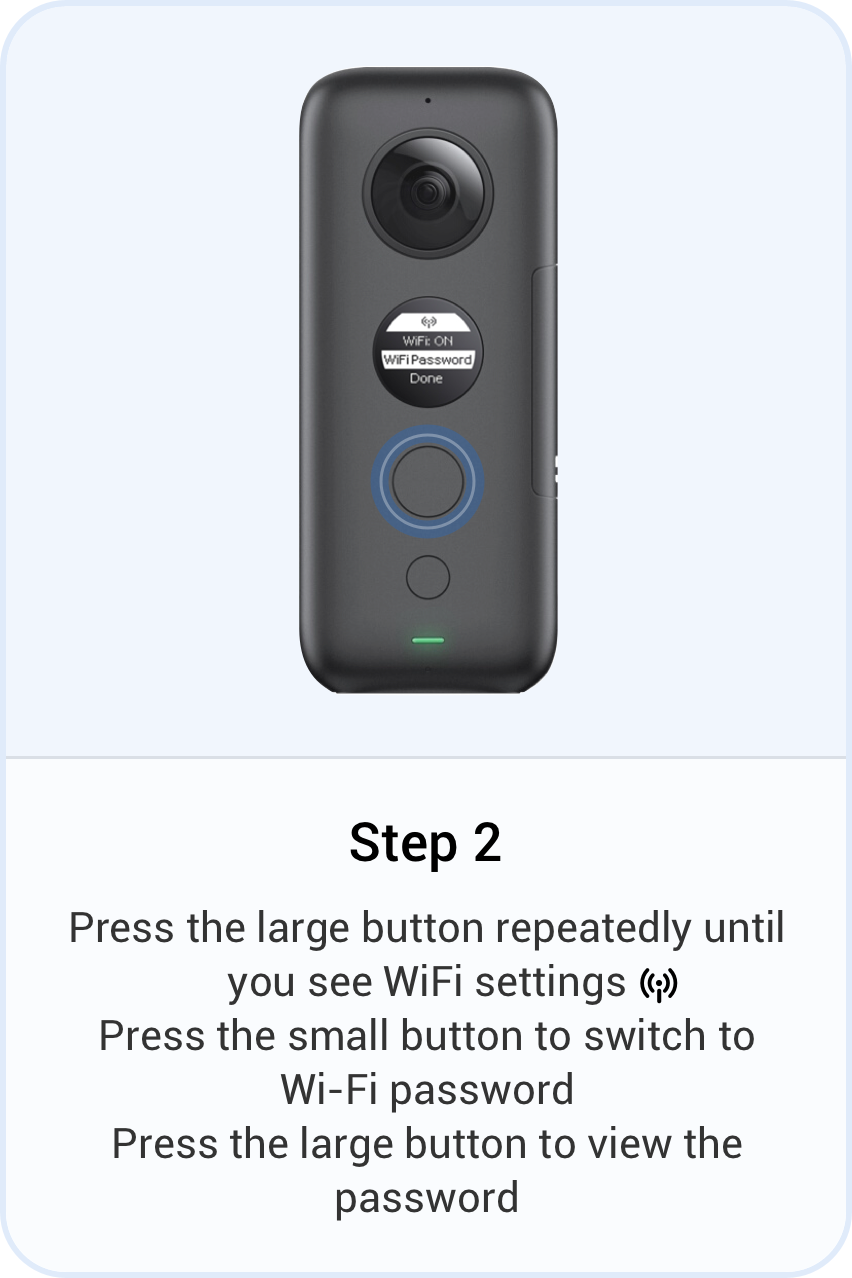 WiFi: ON
WiFi Password
Done
Step 2
Press the large button repeatedly until
you see WiFi settings
Press the small button to switch to
Wi-Fi password
Press the large button to view the
password